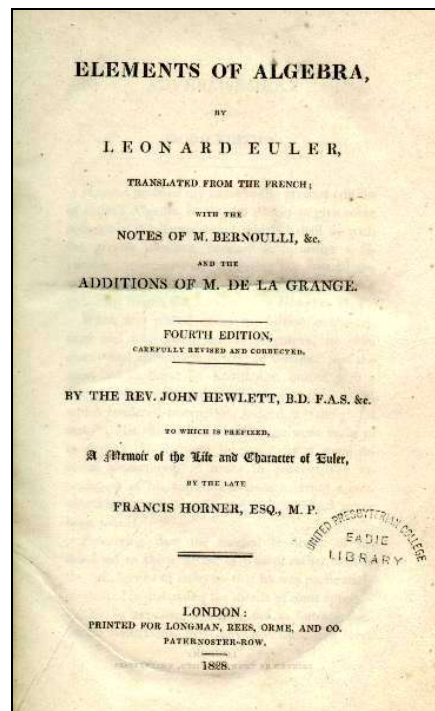 ELEMENTS OF ALGEBRA,
BY
LEONARD EULER,
TRANSLATED FROM THE FRENCH;
WITH THE
NOTES OF M. BERNOULLI, &c.
AND THE
ADDITIONS OF M. DE LA GRANGE.
FOURTH EDITION,
CAREFULLY REVISED AND CORRECTED.
BY THE REV. JOHN HEWLETT, B.D. F.A.S. &c.
TO WHICH IS PREFIXED,
A Memoir of the Life and Character of Euler,
BY THE LATE
FRANCIS HORNER, ESQ., M. P.
UNITED PRESBYTERIAN COLLEGE
EADIE
LIBRARY
LONDON:
PRINTED FOR LONGMAN, REES, ORME, AND CO.
PATERNOSTER-ROW.
1828.